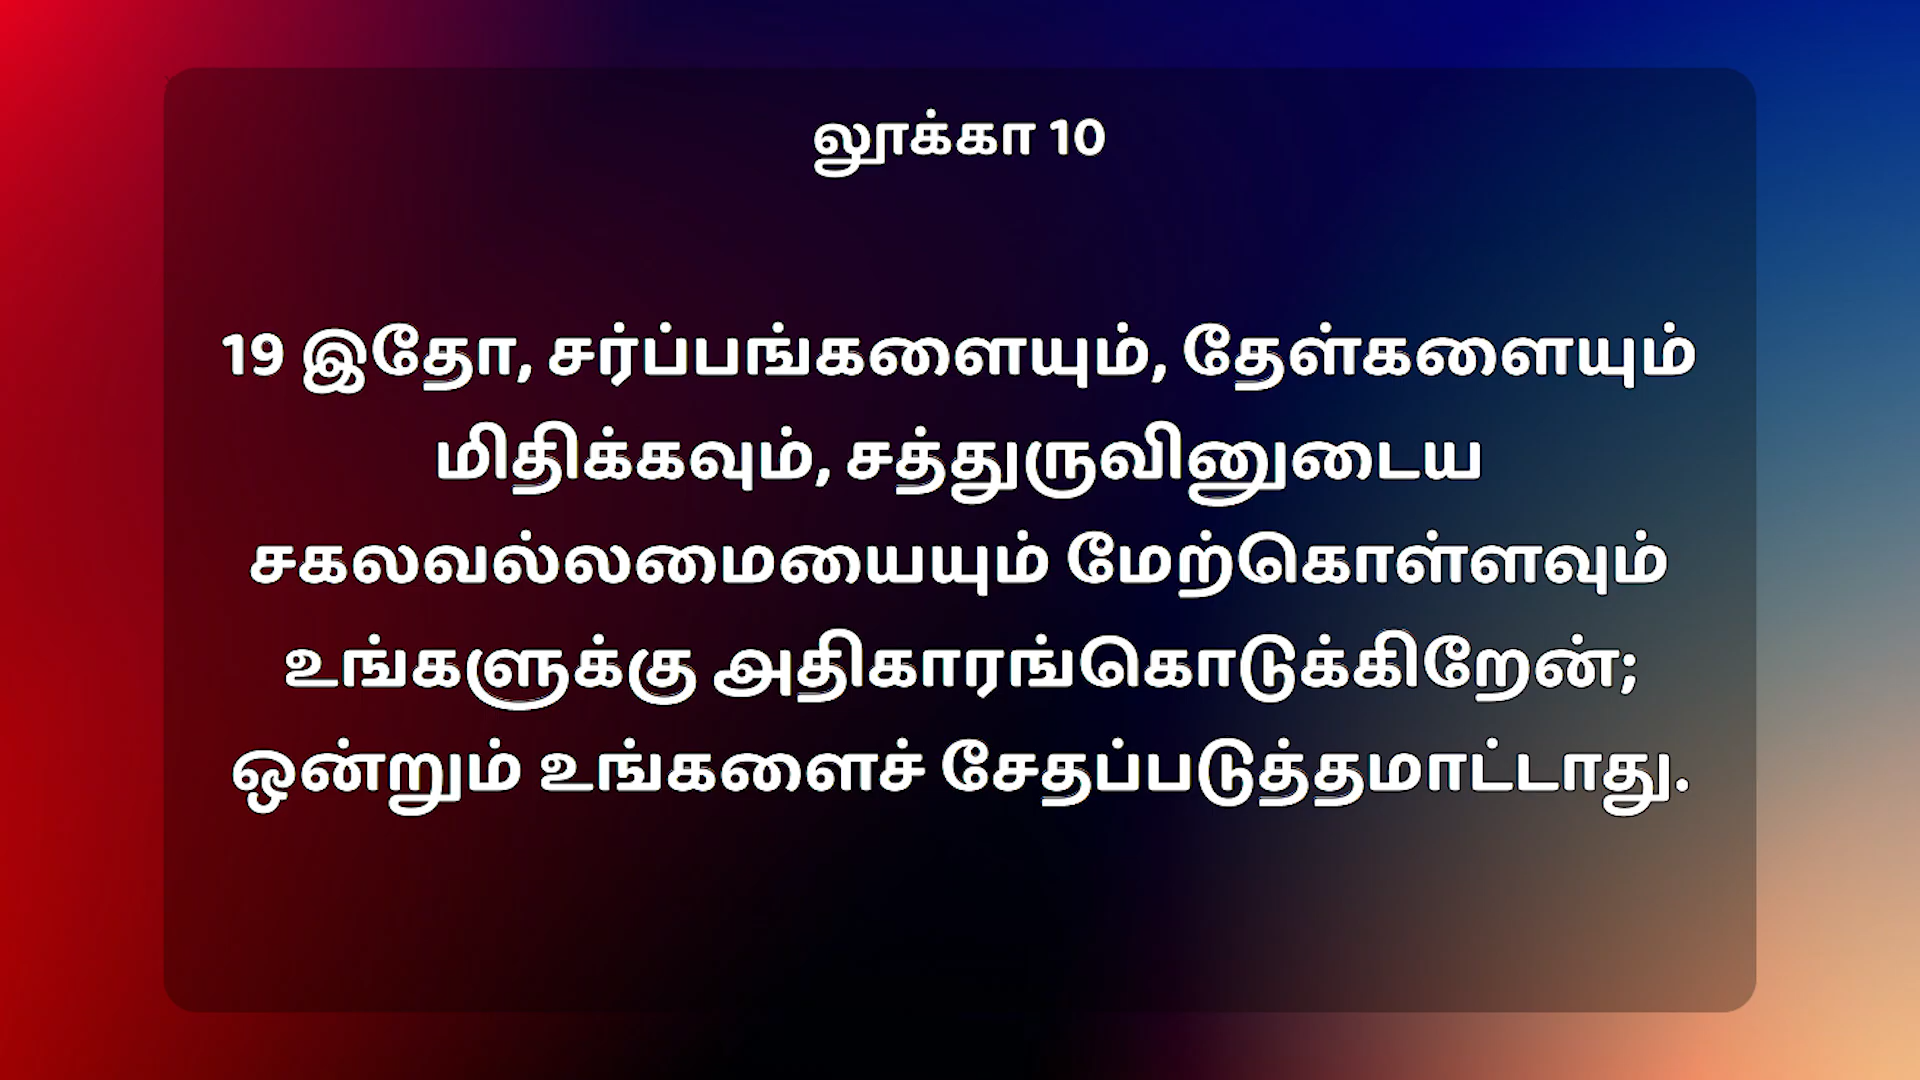 லூக்கா 10
19 இதோ, சர்ப்பங்களையும், தேள்களையும்
மிதிக்கவும், சத்துருவினுடைய
சகலவல்லமையையும் மேற்கொள்ளவும்
உங்களுக்கு அதிகாரங்கொடுக்கிறேன்;
ஒன்றும் உங்களைச் சேதப்படுத்தமாட்டாது.